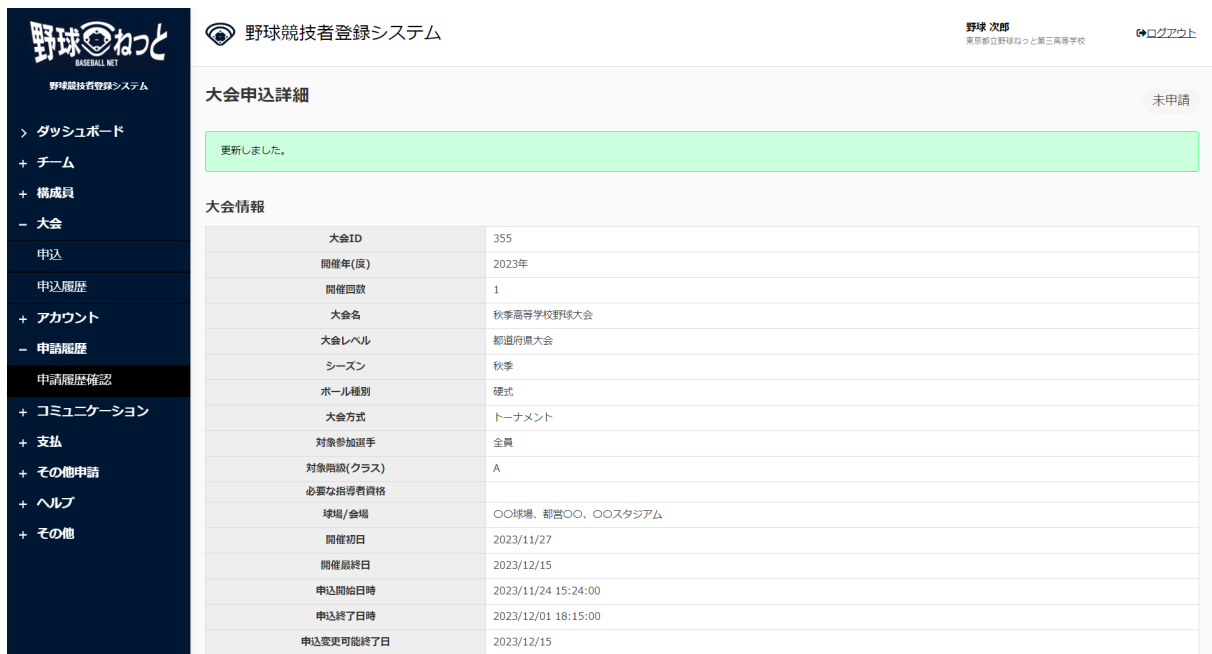 野球ねっと
BASEBALL NET
野球競技者登録システム
> ダッシュボード
+ チーム
+ 構成員
− 大会
申込
申込履歴
+ アカウント
− 申請履歴
申請履歴確認
+ コミュニケーション
+ 支払
+ その他申請
+ ヘルプ
+ その他
野球競技者登録システム
野球 次郎
東京都立野球ねっと第三高等学校
ログアウト
大会申込詳細
未申請
更新しました。
大会情報
大会ID 355
開催年(度) 2023年
開催回数 1
大会名 秋季高等学校野球大会
大会レベル 都道府県大会
シーズン 秋季
ボール種別 硬式
大会方式 トーナメント
対象参加選手 全員
対象階級(クラス) A
必要な指導者資格
球場/会場 〇〇球場、都営〇〇、〇〇スタジアム
開催初日 2023/11/27
開催最終日 2023/12/15
申込開始日時 2023/11/24 15:24:00
申込終了日時 2023/12/01 18:15:00
申込変更可能終了日 2023/12/15